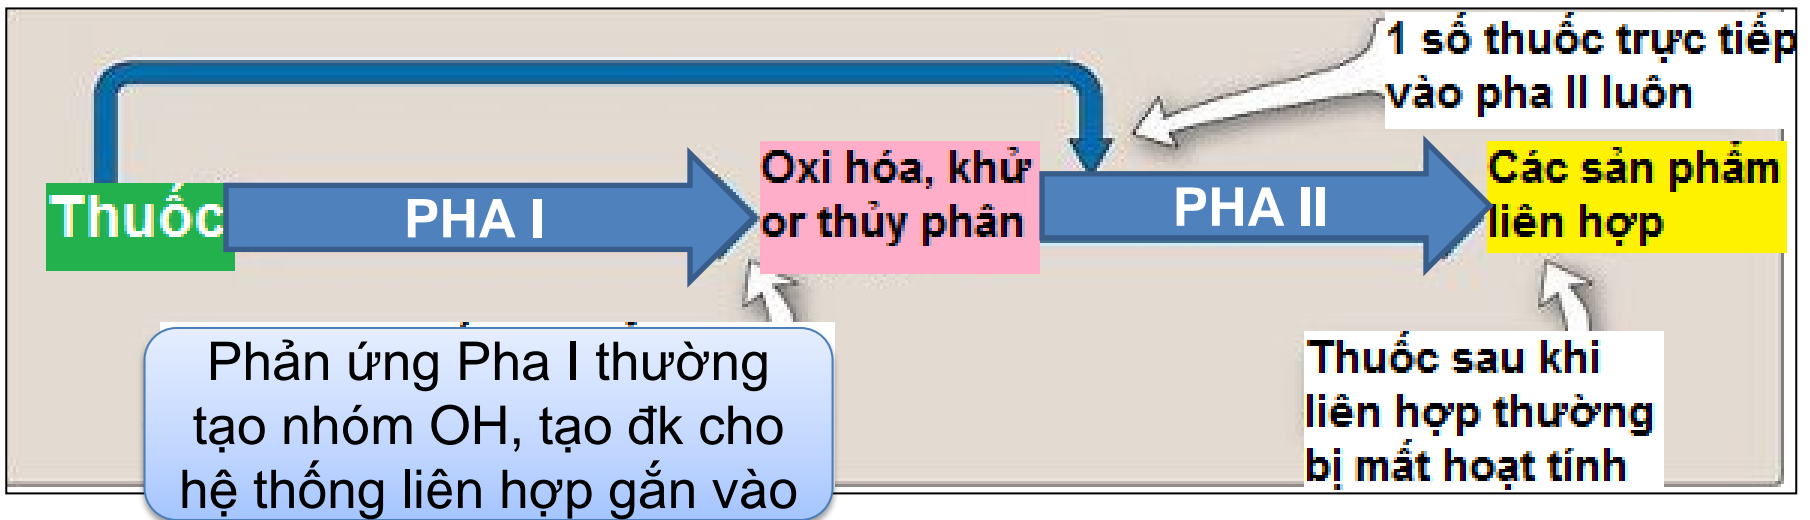 1 số thuốc trực tiếp
vào pha II luôn
Thuốc
PHA I
Oxi hóa, khử
or thủy phân
PHA II
Các sản phẩm
liên hợp
Phản ứng Pha I thường
tạo nhóm OH, tạo đk cho
hệ thống liên hợp gắn vào
Thuốc sau khi
liên hợp thường
bị mất hoạt tính